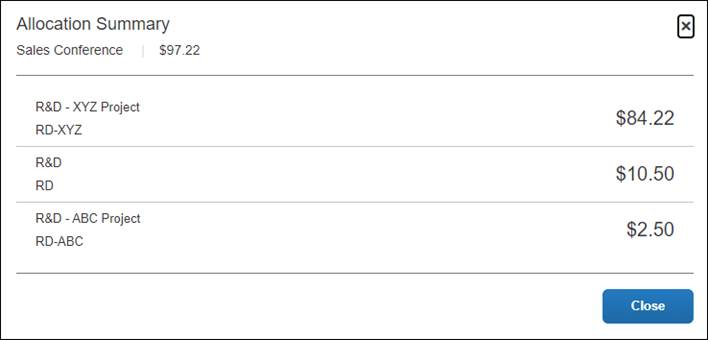 Allocation Summary
Sales Conference | $97.22
R&D - XYZ Project
RD-XYZ
$84.22
R&D
RD
$10.50
R&D - ABC Project
RD-ABC
$2.50
Close